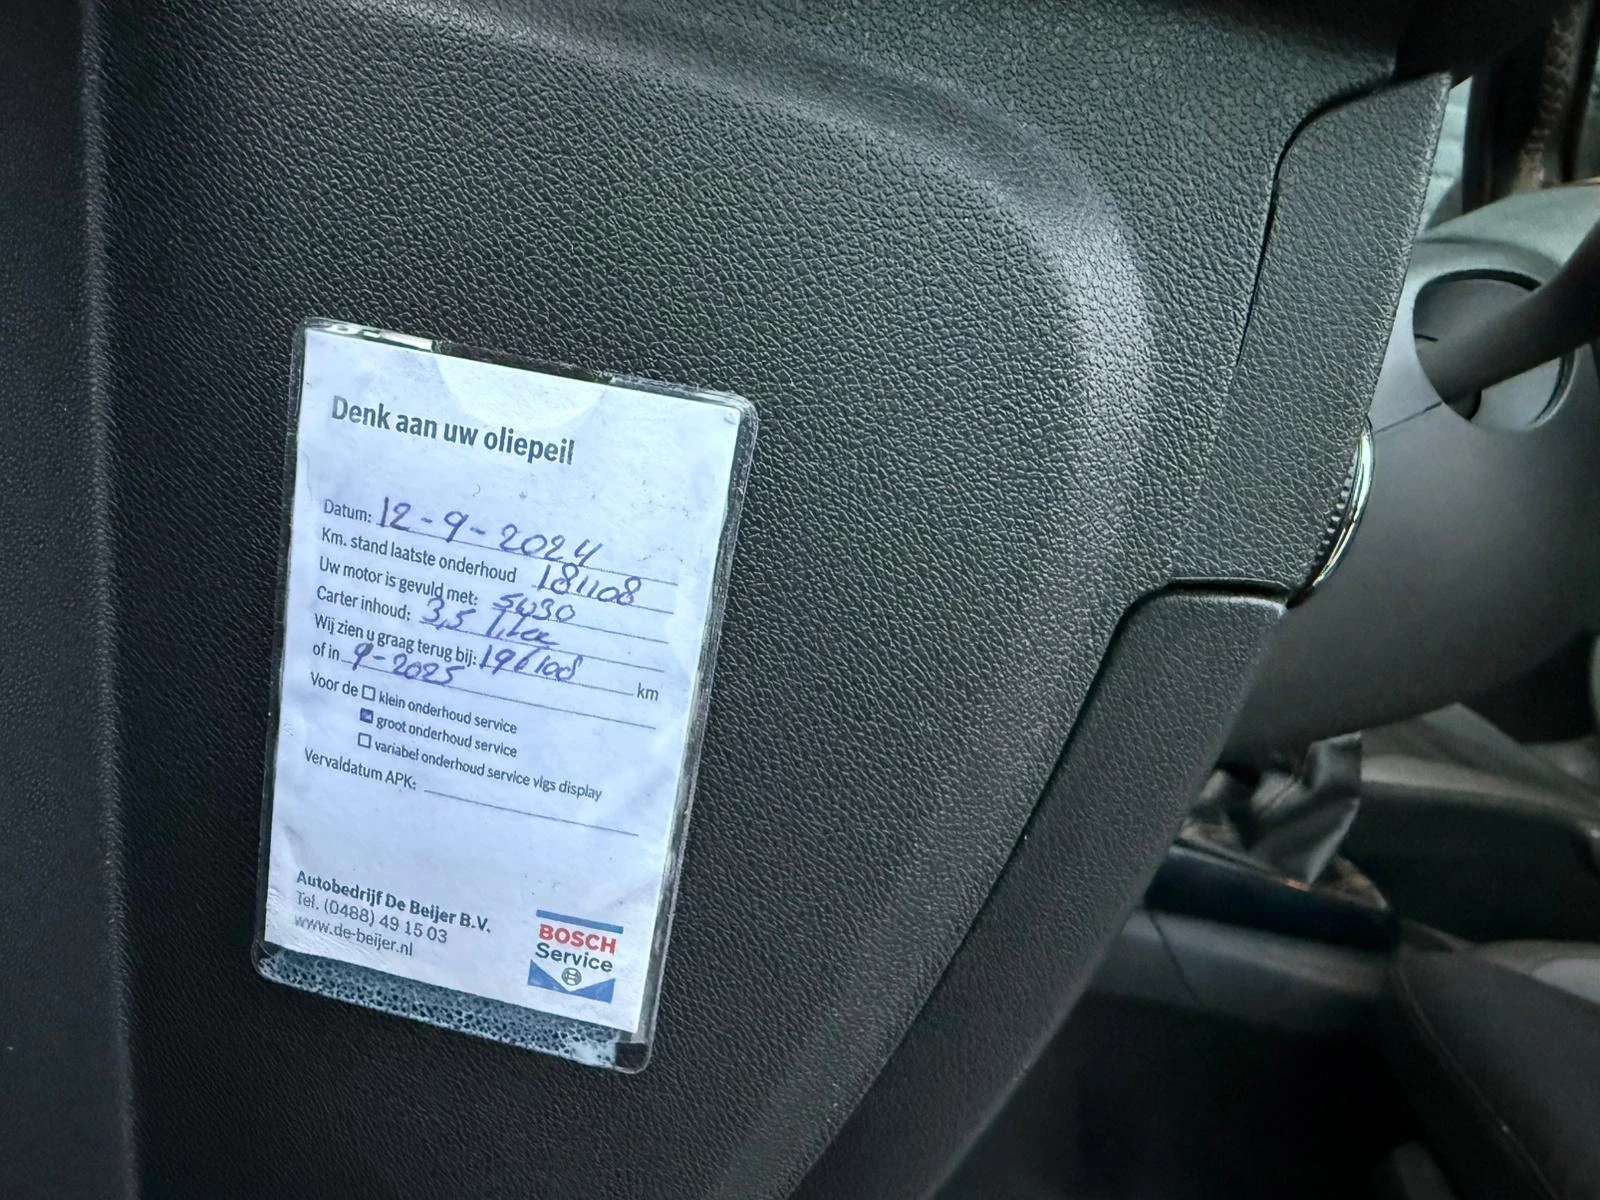 Denk aan uw oliepeil
Datum: 12-9-2024
Km. stand laatste onderhoud 181108
Uw motor is gevuld met: 5W30
Carter inhoud: 3,5 liter
Wij zien u graag terug bij: 196108 km
of in 9-2025
Voor de klein onderhoud service
groot onderhoud service
variabel onderhoud service vlgs display
Vervaldatum APK:
Autobedrijf De Beijer B.V.
Tel. (0488) 49 15 03
www.de-beijer.nl
BOSCH
Service